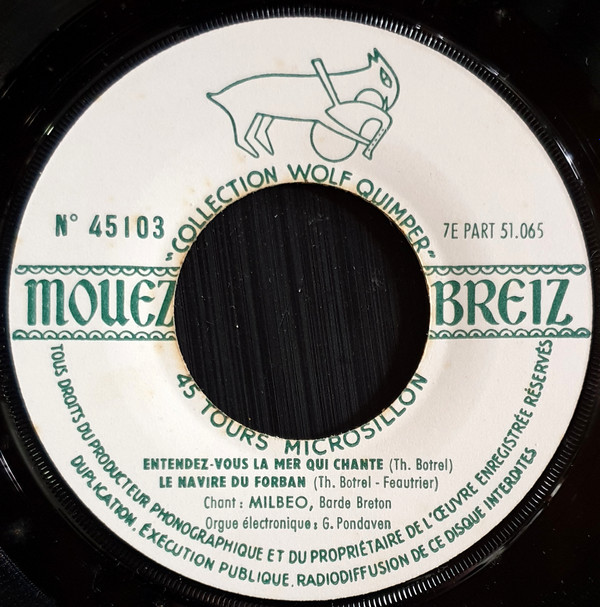 "COLLECTION WOLF QUIMPER"
N° 45103
7E PART 51.065
MOUEZ BREIZ
45 TOURS MICROSILLON
ENTENDEZ-VOUS LA MER QUI CHANTE (Th. Botrel)
LE NAVIRE DU FORBAN (Th. Botrel - Feautrier)
Chant : MILBEO, Barde Breton
Orgue électronique : G. Pondaven
TOUS DROITS DU PRODUCTEUR PHONOGRAPHIQUE ET DU PROPRIÉTAIRE DE L'ŒUVRE ENREGISTRÉE RÉSERVÉS
DUPLICATION, ÉXÉCUTION PUBLIQUE, RADIODIFFUSION DE CE DISQUE INTERDITES